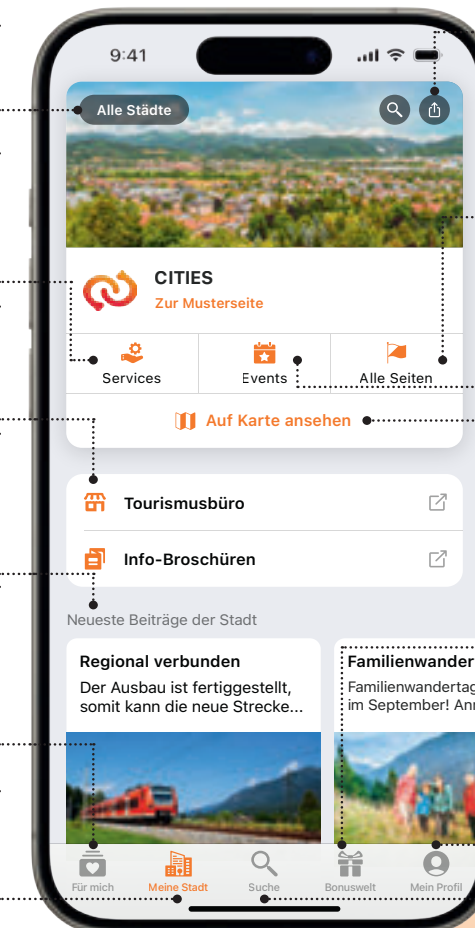 9:41
Alle Städte
CITIES
Zur Musterseite
Services
Events
Alle Seiten
Auf Karte ansehen
Tourismusbüro
Info-Broschüren
Neueste Beiträge der Stadt
Regional verbunden
Der Ausbau ist fertiggestellt,
somit kann die neue Strecke...
Familienwander
Familienwandertag
im September! An
Für mich
Meine Stadt
Suche
Bonuswelt
Mein Profil